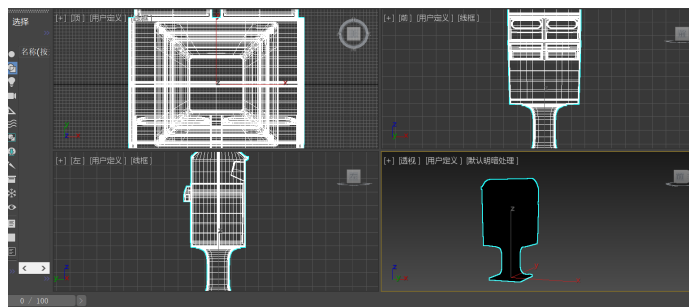 选择
名称(按
[+] [顶] [用户定义] [线框]
[+] [前] [用户定义] [线框]
[+] [左] [用户定义] [线框]
[+] [透视] [用户定义] [默认明暗处理]
0 / 100